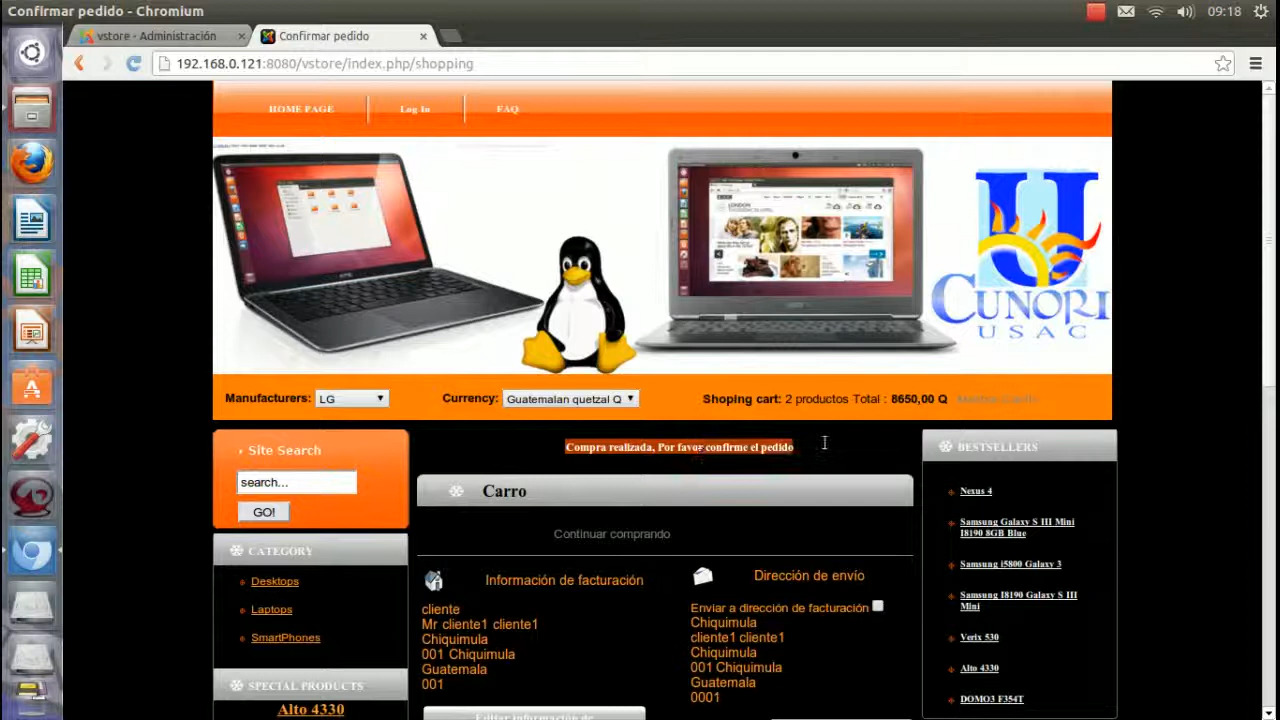 Confirmar pedido - Chromium
09:18
vstore - Administración
Confirmar pedido
192.168.0.121:8080/vstore/index.php/shopping
HOME PAGE
Log In
FAQ
CUNORI
USAC
Manufacturers: LG
Currency: Guatemalan quetzal Q
Shoping cart: 2 productos Total : 8650,00 Q
Site Search
search...
GO!
CATEGORY
Desktops
Laptops
SmartPhones
SPECIAL PRODUCTS
Alto 4330
Compra realizada, Por favor confirme el pedido
Carro
Continuar comprando
Información de facturación
cliente
Mr cliente1 cliente1
Chiquimula
001 Chiquimula
Guatemala
001
Editar información de
Dirección de envío
Enviar a dirección de facturación
Chiquimula
cliente1 cliente1
Chiquimula
001 Chiquimula
Guatemala
0001
BESTSELLERS
Nexus 4
Samsung Galaxy S III Mini
I8190 8GB Blue
Samsung i5800 Galaxy 3
Samsung I8190 Galaxy S III
Mini
Verix 530
Alto 4330
DOMO3 F354T